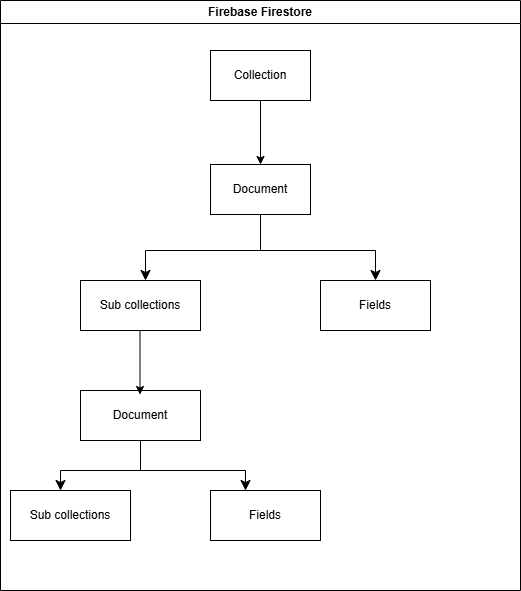 Firebase Firestore
Collection
Document
Sub collections
Fields
Document
Sub collections
Fields